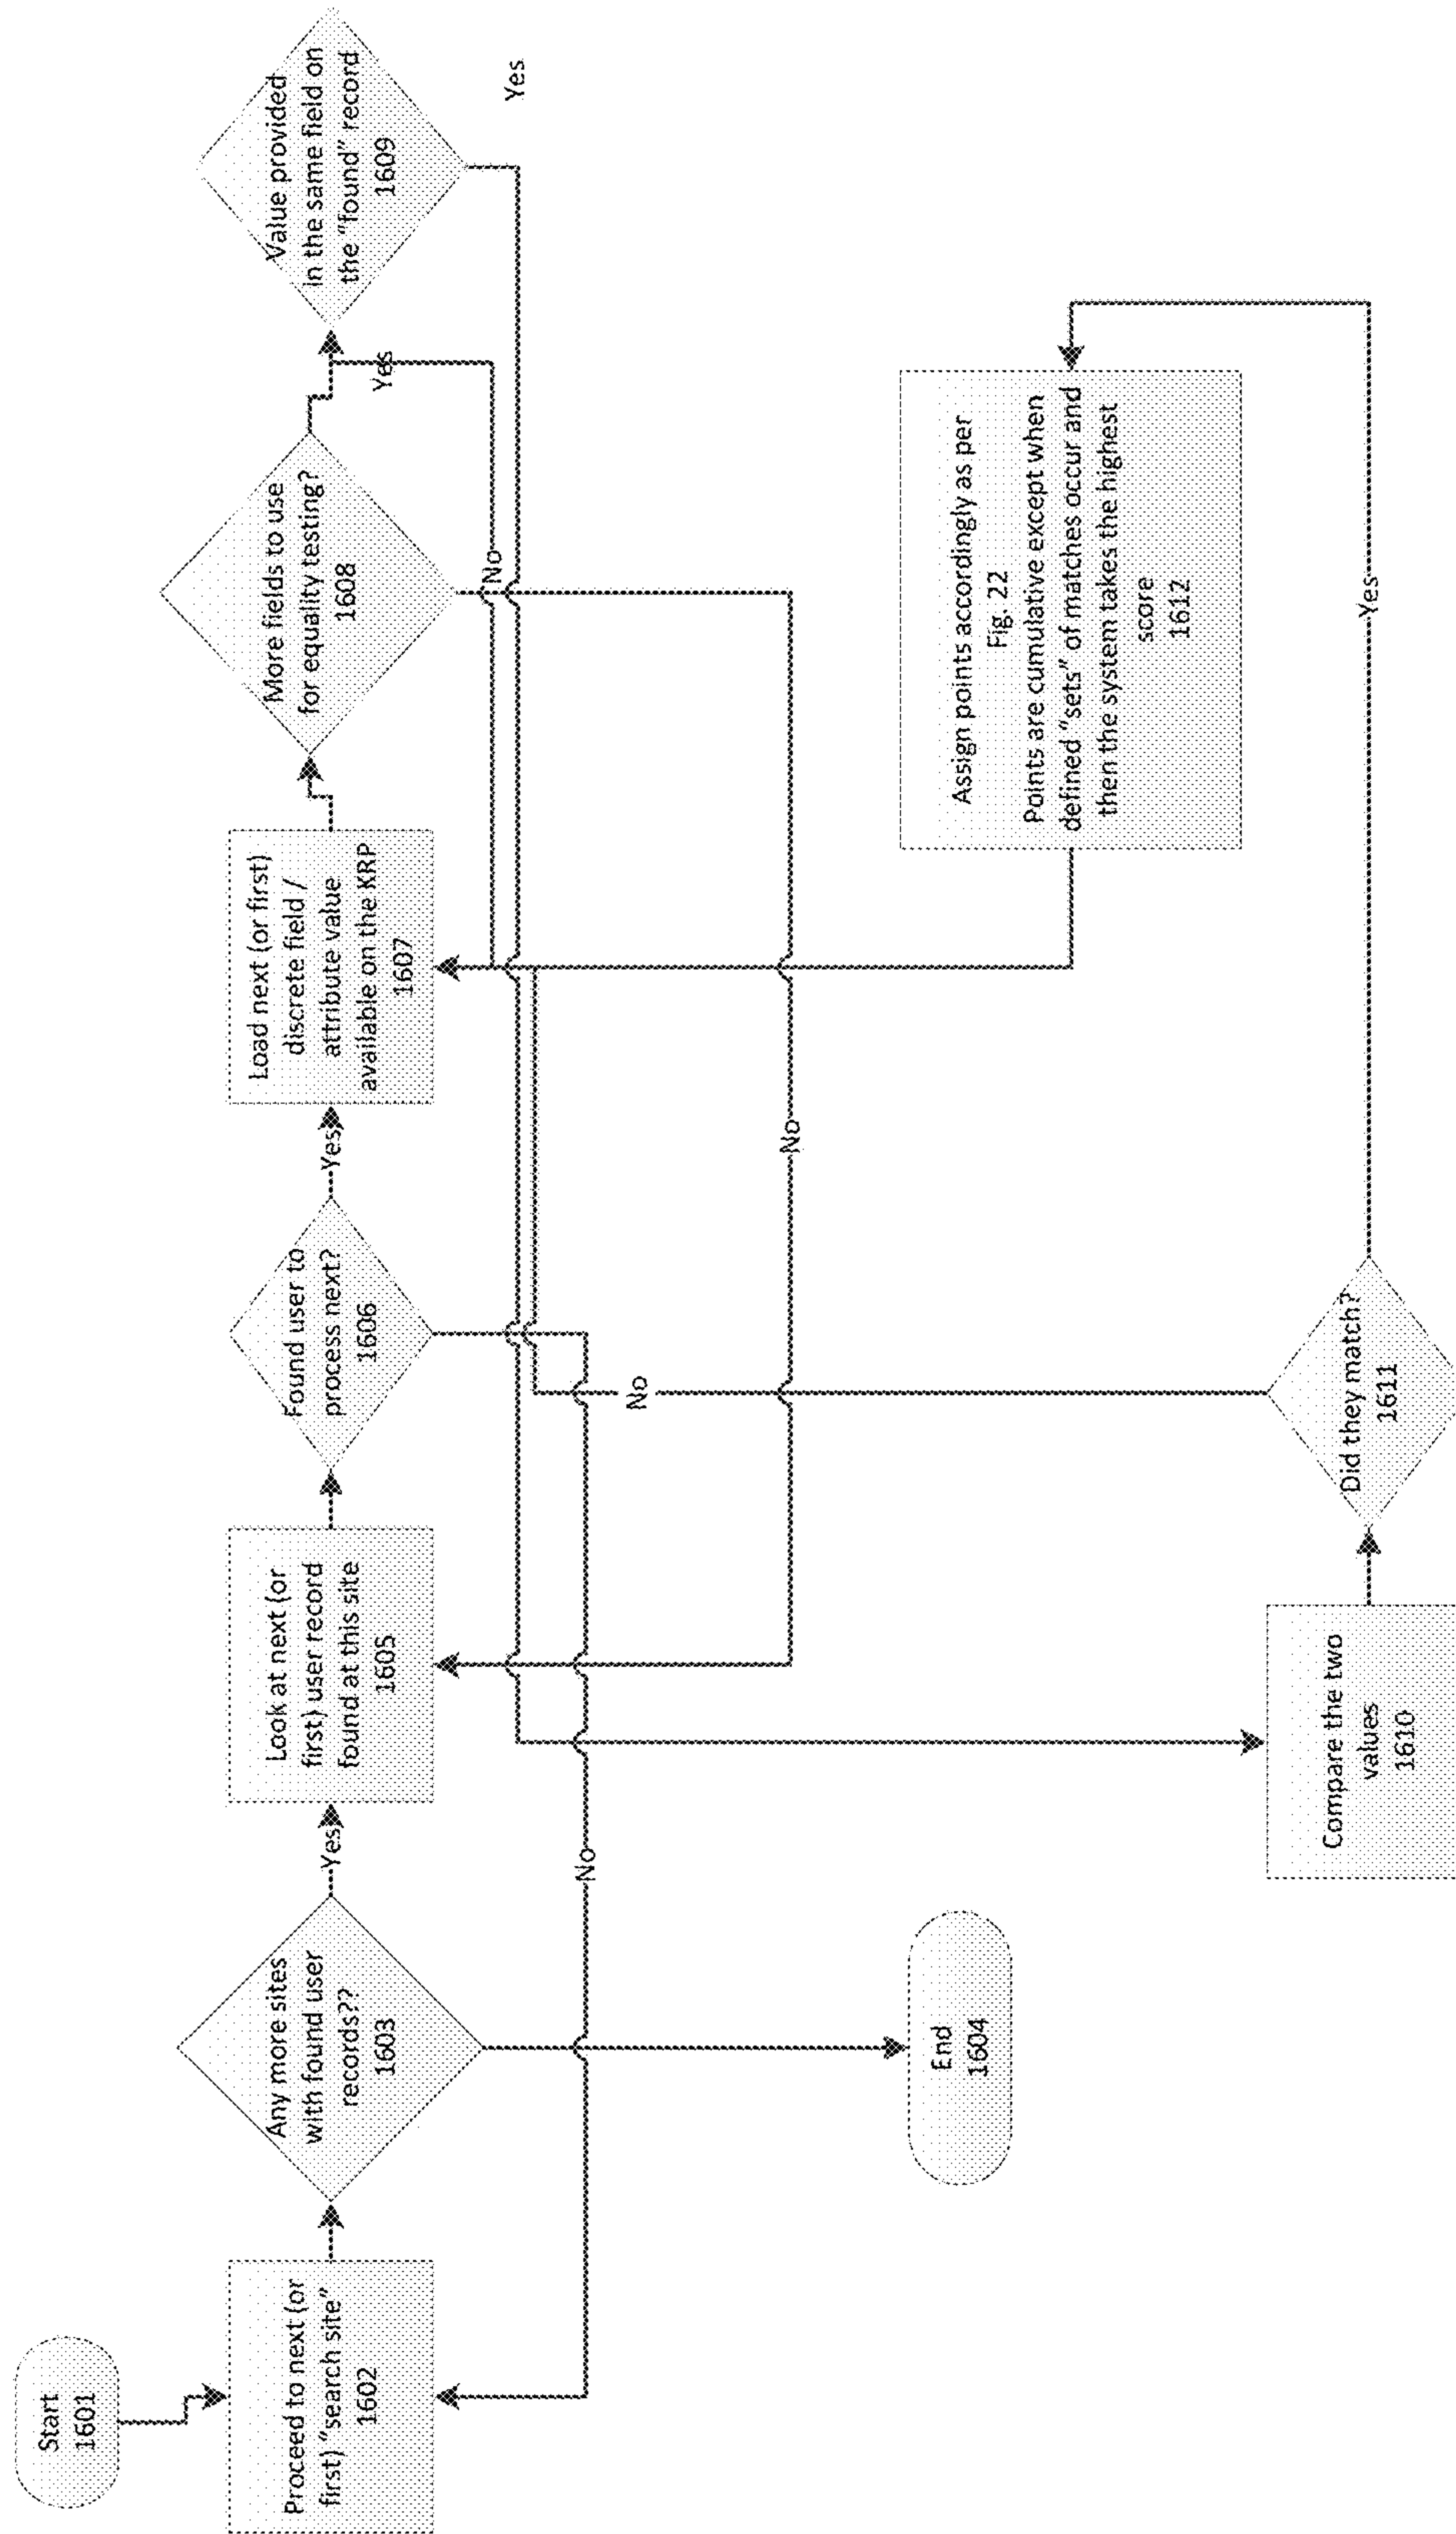 Start
1601
Proceed to next (or
first) “search site”
1602
Any more sites
with found user
records??
1603
Yes
End
1604
Look at next (or
first) user record
found at this site
1605
Found user to
process next?
1606
Yes
No
Load next (or first)
discrete field /
attribute value
available on the KRP
1607
More fields to use
for equality testing?
1608
Yes
No
Value provided
in the same field on
the “found” record
1609
Yes
No
Compare the two
values
1610
Did they match?
1611
No
Yes
Assign points accordingly as per
Fig. 22
Points are cumulative except when
defined “sets” of matches occur and
then the system takes the highest
score
1612